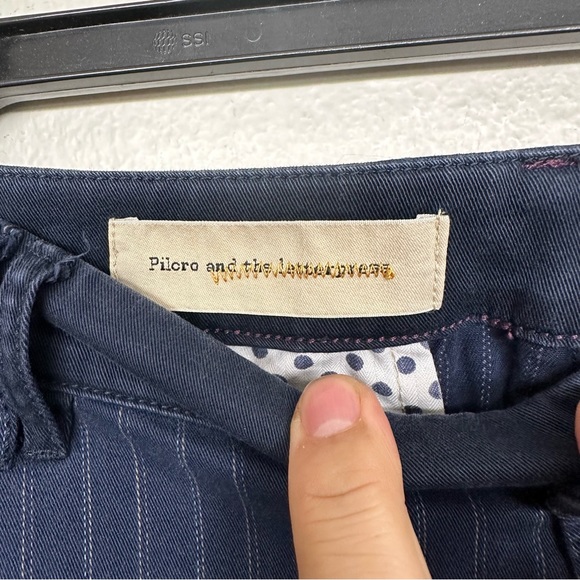 SSI
Pilcro and the letterpress